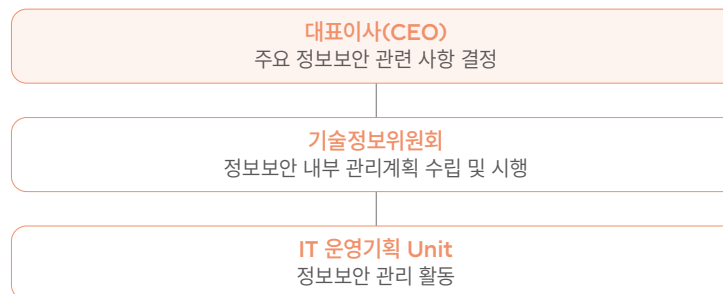 대표이사(CEO)
주요 정보보안 관련 사항 결정
기술정보위원회
정보보안 내부 관리계획 수립 및 시행
IT 운영기획 Unit
정보보안 관리 활동